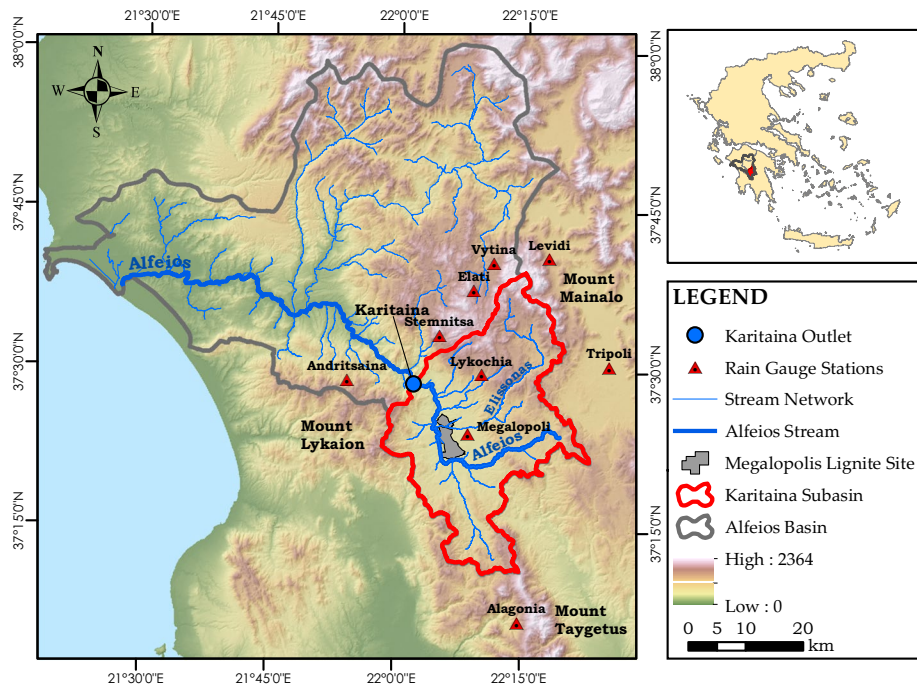 21°30'0"E 21°45'0"E 22°0'0"E 22°15'0"E
38°0'0"N
38°0'0"N
N
W E
S
37°45'0"N
37°45'0"N
Alfeios
Vytina
Levidi
Elati
Mount
Mainalo
Karitaina
Stemnitsa
Andritsaina
Lykochia
Tripoli
37°30'0"N
37°30'0"N
Elissonas
Mount
Lykaion
Megalopoli
Alfeios
37°15'0"N
37°15'0"N
Alagonia
Mount
Taygetus
21°30'0"E 21°45'0"E 22°0'0"E 22°15'0"E
LEGEND
Karitaina Outlet
Rain Gauge Stations
Stream Network
Alfeios Stream
Megalopolis Lignite Site
Karitaina Subasin
Alfeios Basin
High : 2364
Low : 0
0 5 10 20
km